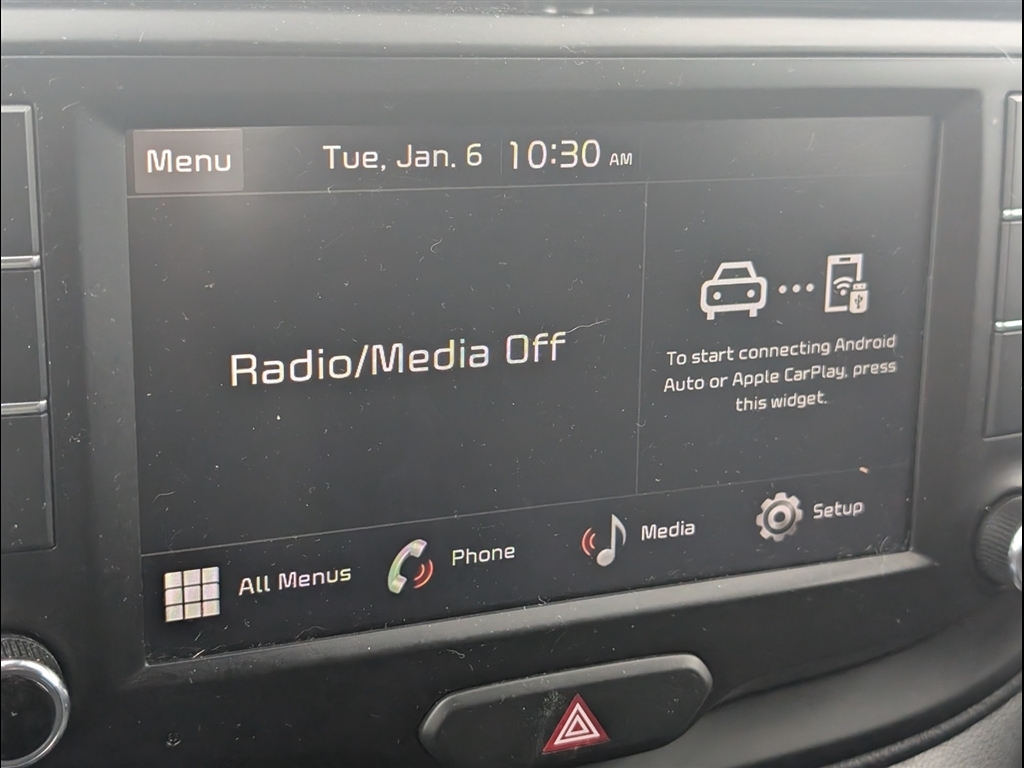 Menu
Tue, Jan. 6 10:30 AM
Radio/Media Off
To start connecting Android
Auto or Apple CarPlay, press
this widget.
All Menus
Phone
Media
Setup